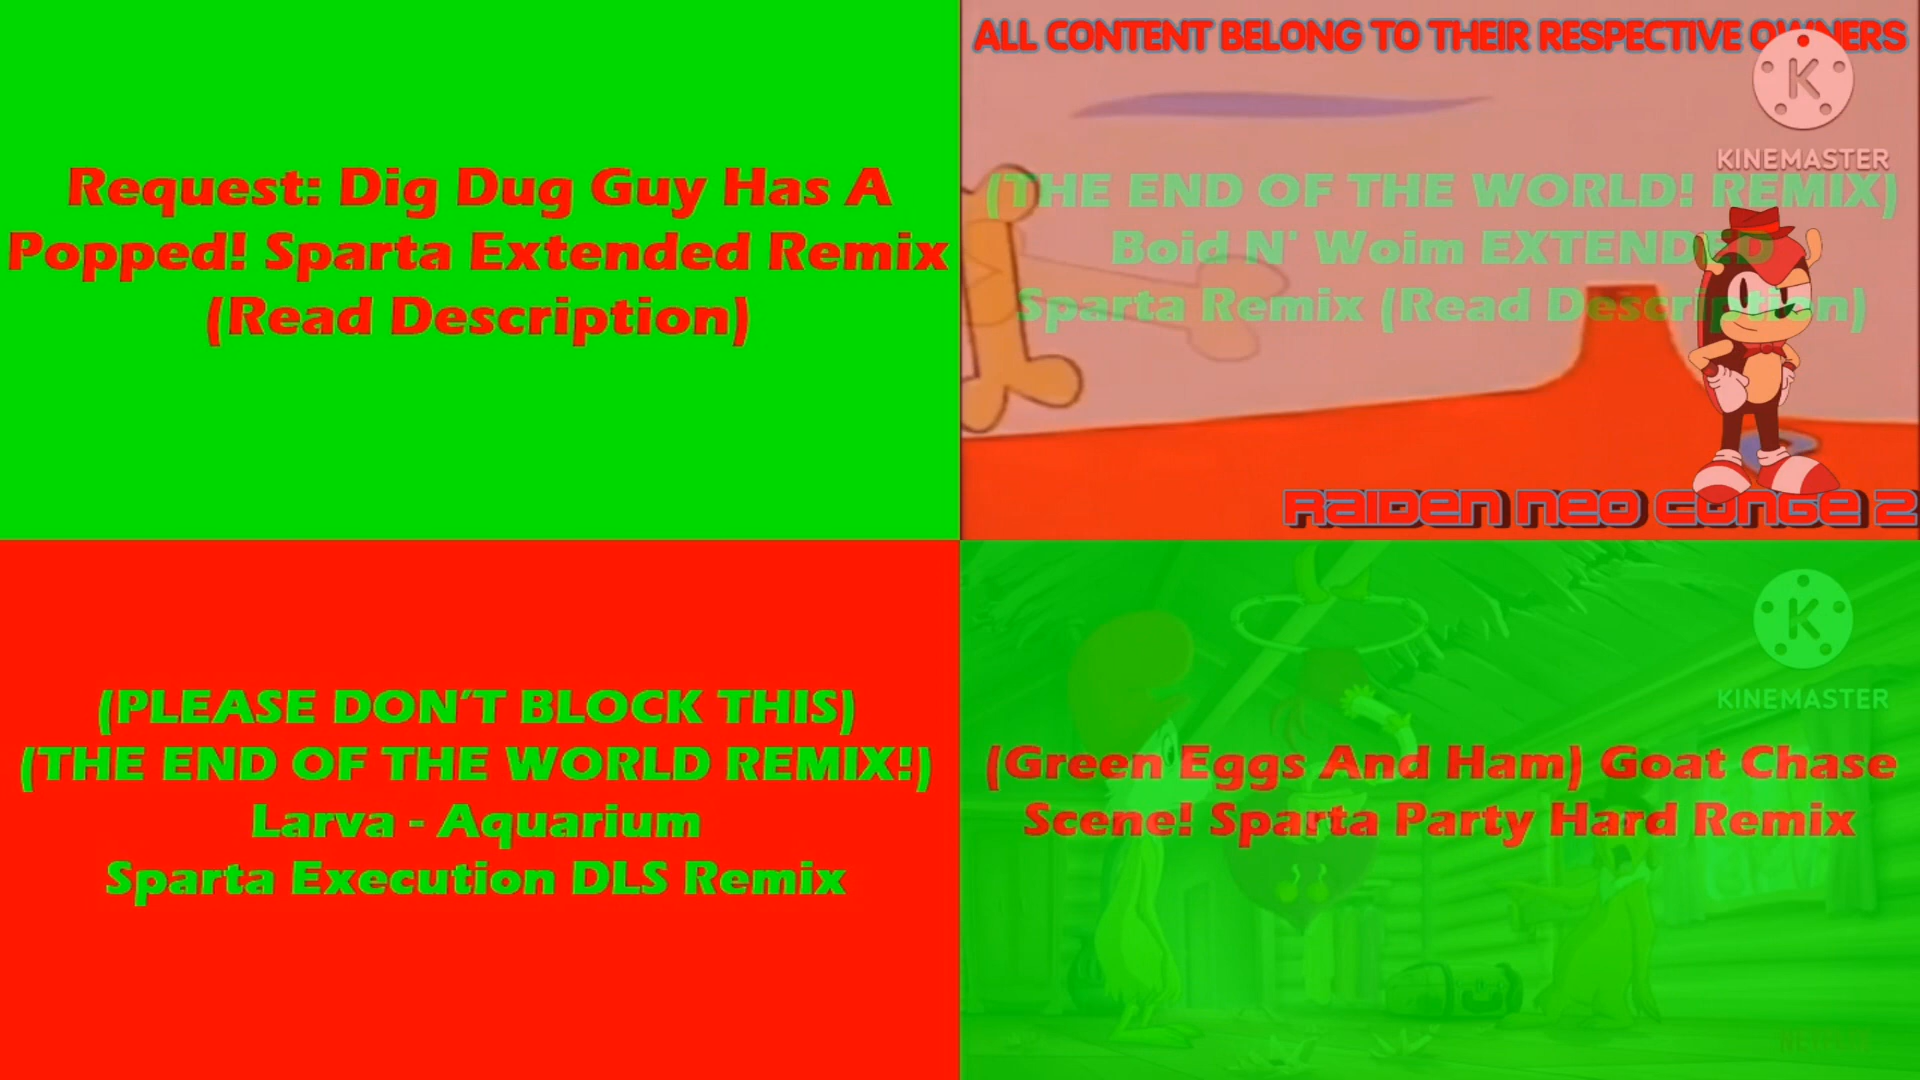 Request: Dig Dug Guy Has A
Popped! Sparta Extended Remix
(Read Description)
ALL CONTENT BELONG TO THEIR RESPECTIVE OWNERS
K
KINEMASTER
(THE END OF THE WORLD! REMIX)
Boid N' Woim EXTENDED
Sparta Remix (Read Description)
RAIDEN NEO CONGE 2
(PLEASE DON'T BLOCK THIS)
(THE END OF THE WORLD REMIX!)
Larva - Aquarium
Sparta Execution DLS Remix
K
KINEMASTER
(Green Eggs And Ham) Goat Chase
Scene! Sparta Party Hard Remix
NETFLIX